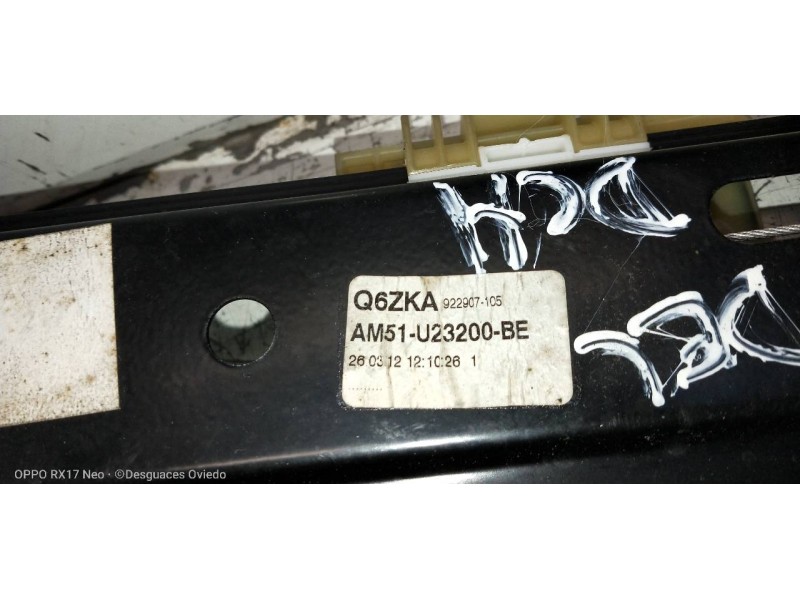 DCH
DEL
Q6ZKA 922907-105
AM51-U23200-BE
26 03 12 12:10:26 1
OPPO RX17 Neo · ©Desguaces Oviedo